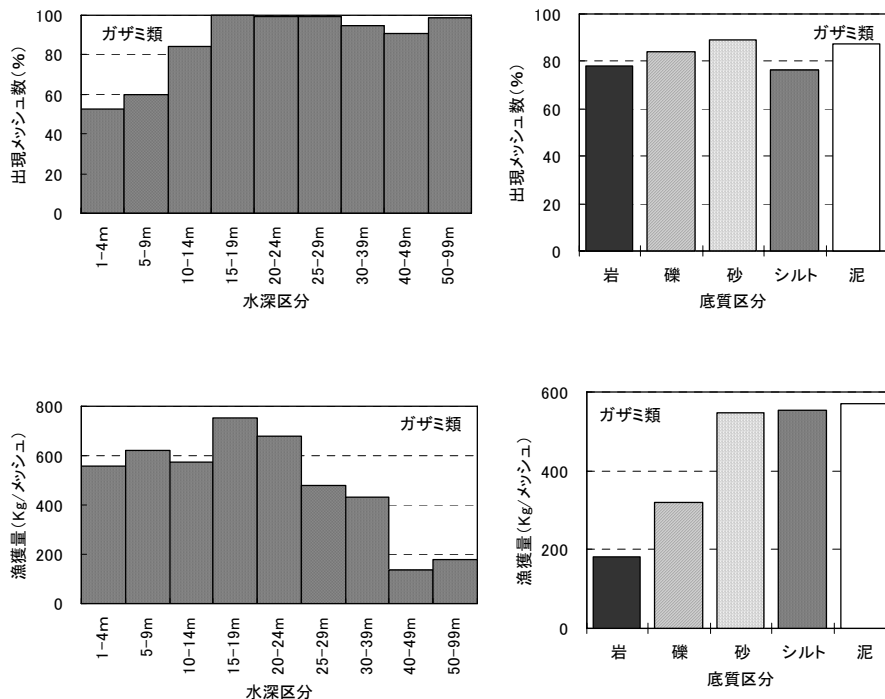 ガザミ類
出現メッシュ数(%)
100
80
60
40
20
0
1-4m
5-9m
10-14m
15-19m
20-24m
25-29m
30-39m
40-49m
50-99m
水深区分
ガザミ類
出現メッシュ数(%)
100
80
60
40
20
0
岩 礫 砂 シルト 泥
底質区分
ガザミ類
漁獲量(Kg/メッシュ)
800
600
400
200
0
1-4m
5-9m
10-14m
15-19m
20-24m
25-29m
30-39m
40-49m
50-99m
水深区分
ガザミ類
漁獲量(Kg/メッシュ)
600
400
200
0
岩 礫 砂 シルト 泥
底質区分